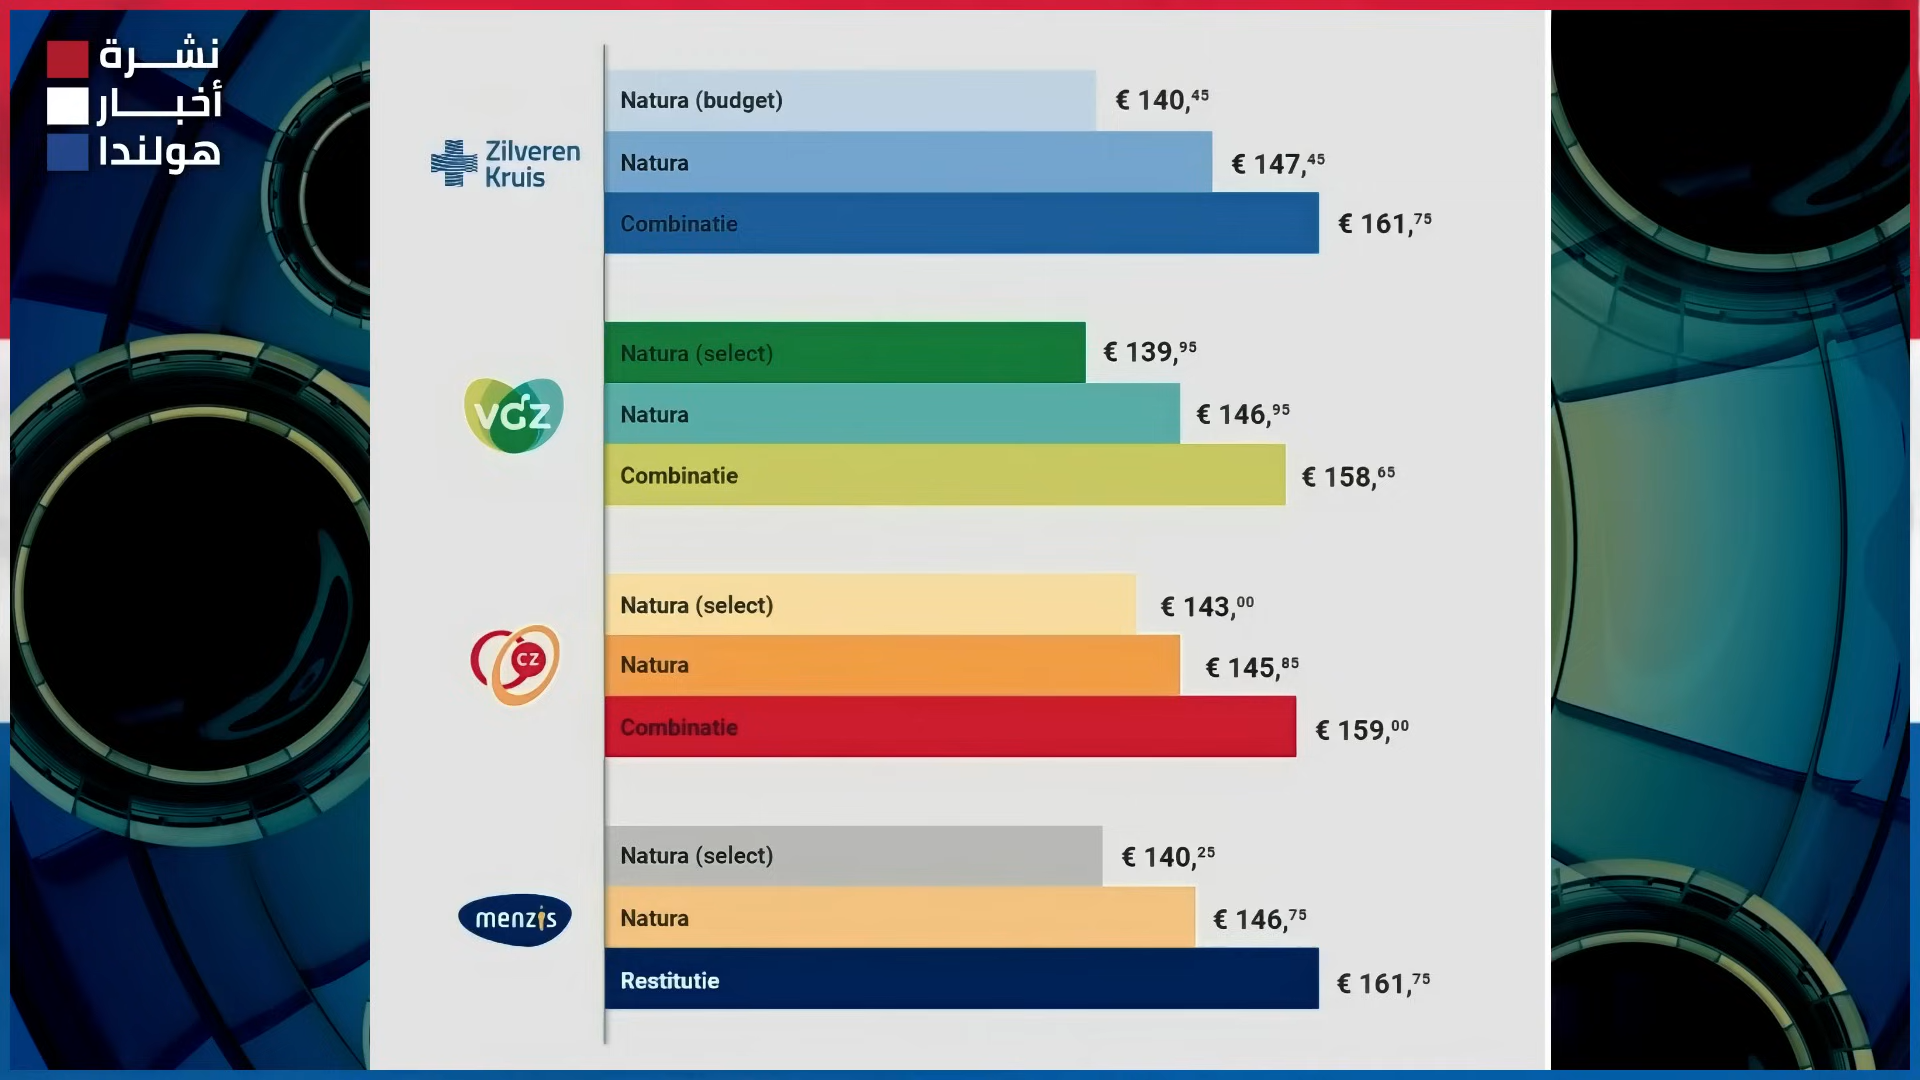 نشرة
أخبار
هولندا
Zilveren
Kruis
Natura (budget)
€ 140,45
Natura
€ 147,45
Combinatie
€ 161,75
VGZ
Natura (select)
€ 139,95
Natura
€ 146,95
Combinatie
€ 158,65
CZ
Natura (select)
€ 143,00
Natura
€ 145,85
Combinatie
€ 159,00
menzis
Natura (select)
€ 140,25
Natura
€ 146,75
Restitutie
€ 161,75